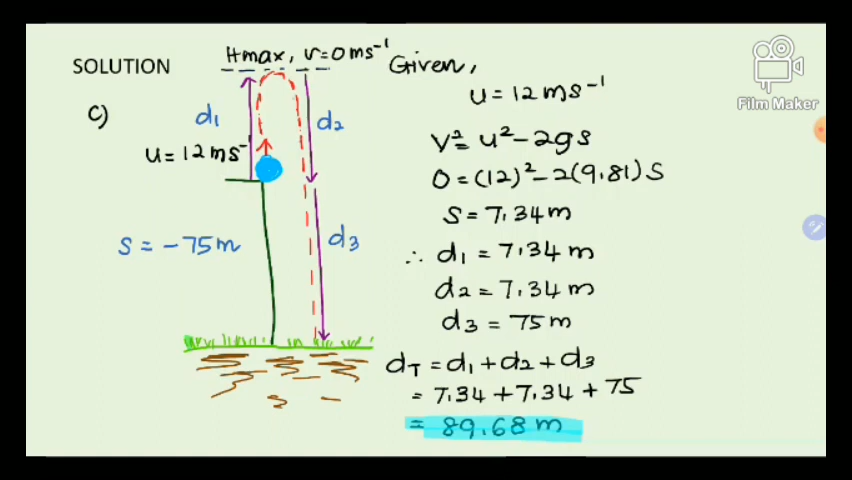 SOLUTION
c)
Hmax, v=0ms⁻¹
d₁
d₂
u=12ms⁻¹
s = -75m
d₃
Given,
u=12ms⁻¹
v²=u²-2gs
0=(12)²-2(9.81)s
s=7.34m
∴ d₁ = 7.34m
d₂ = 7.34m
d₃ = 75m
dT = d₁+d₂+d₃
= 7.34+7.34+75
= 89.68m
Film Maker